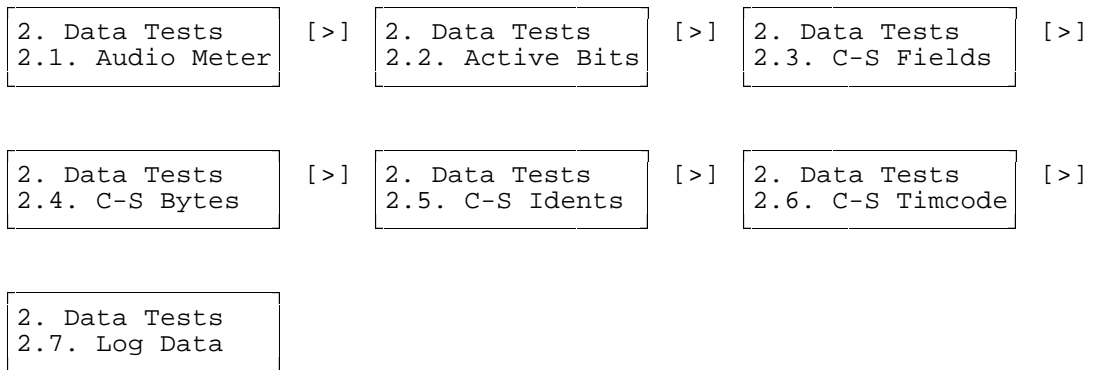 2. Data Tests [>] 2. Data Tests [>] 2. Data Tests [>]
2.1. Audio Meter 2.2. Active Bits 2.3. C-S Fields
2. Data Tests [>] 2. Data Tests [>] 2. Data Tests [>]
2.4. C-S Bytes 2.5. C-S Idents 2.6. C-S Timcode
2. Data Tests
2.7. Log Data